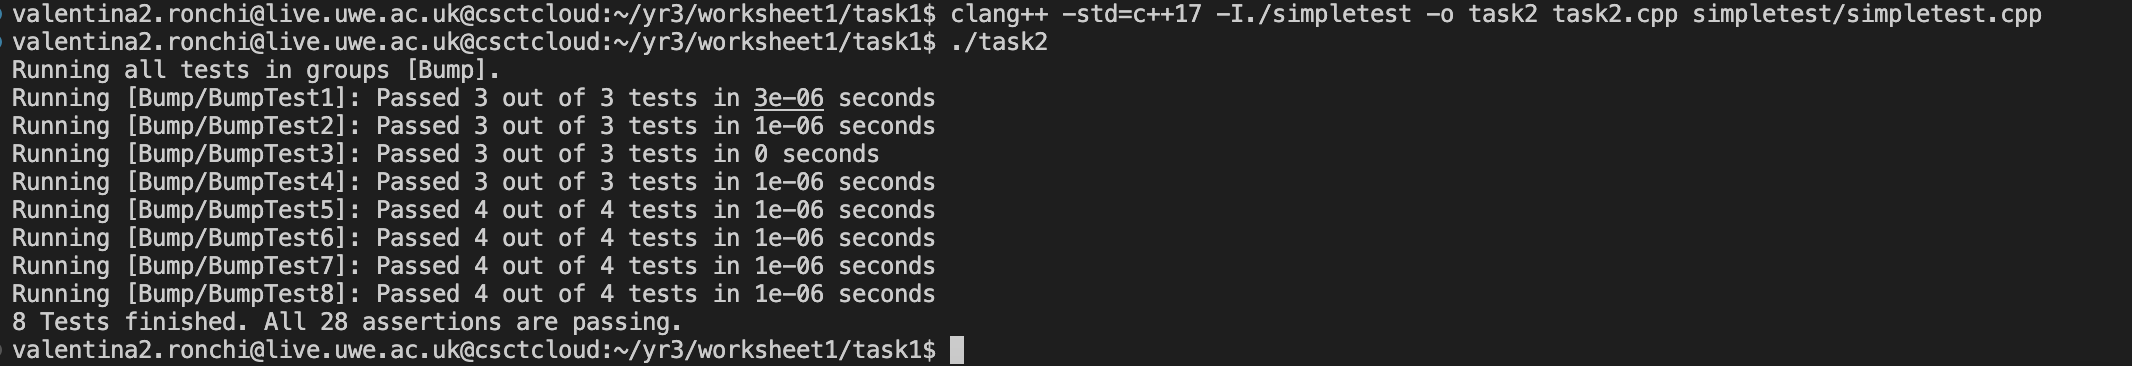 valentina2.ronchi@live.uwe.ac.uk@csctcloud:~/yr3/worksheet1/task1$ clang++ -std=c++17 -I./simpletest -o task2 task2.cpp simpletest/simpletest.cpp
valentina2.ronchi@live.uwe.ac.uk@csctcloud:~/yr3/worksheet1/task1$ ./task2
Running all tests in groups [Bump].
Running [Bump/BumpTest1]: Passed 3 out of 3 tests in 3e-06 seconds
Running [Bump/BumpTest2]: Passed 3 out of 3 tests in 1e-06 seconds
Running [Bump/BumpTest3]: Passed 3 out of 3 tests in 0 seconds
Running [Bump/BumpTest4]: Passed 3 out of 3 tests in 1e-06 seconds
Running [Bump/BumpTest5]: Passed 4 out of 4 tests in 1e-06 seconds
Running [Bump/BumpTest6]: Passed 4 out of 4 tests in 1e-06 seconds
Running [Bump/BumpTest7]: Passed 4 out of 4 tests in 1e-06 seconds
Running [Bump/BumpTest8]: Passed 4 out of 4 tests in 1e-06 seconds
8 Tests finished. All 28 assertions are passing.
valentina2.ronchi@live.uwe.ac.uk@csctcloud:~/yr3/worksheet1/task1$